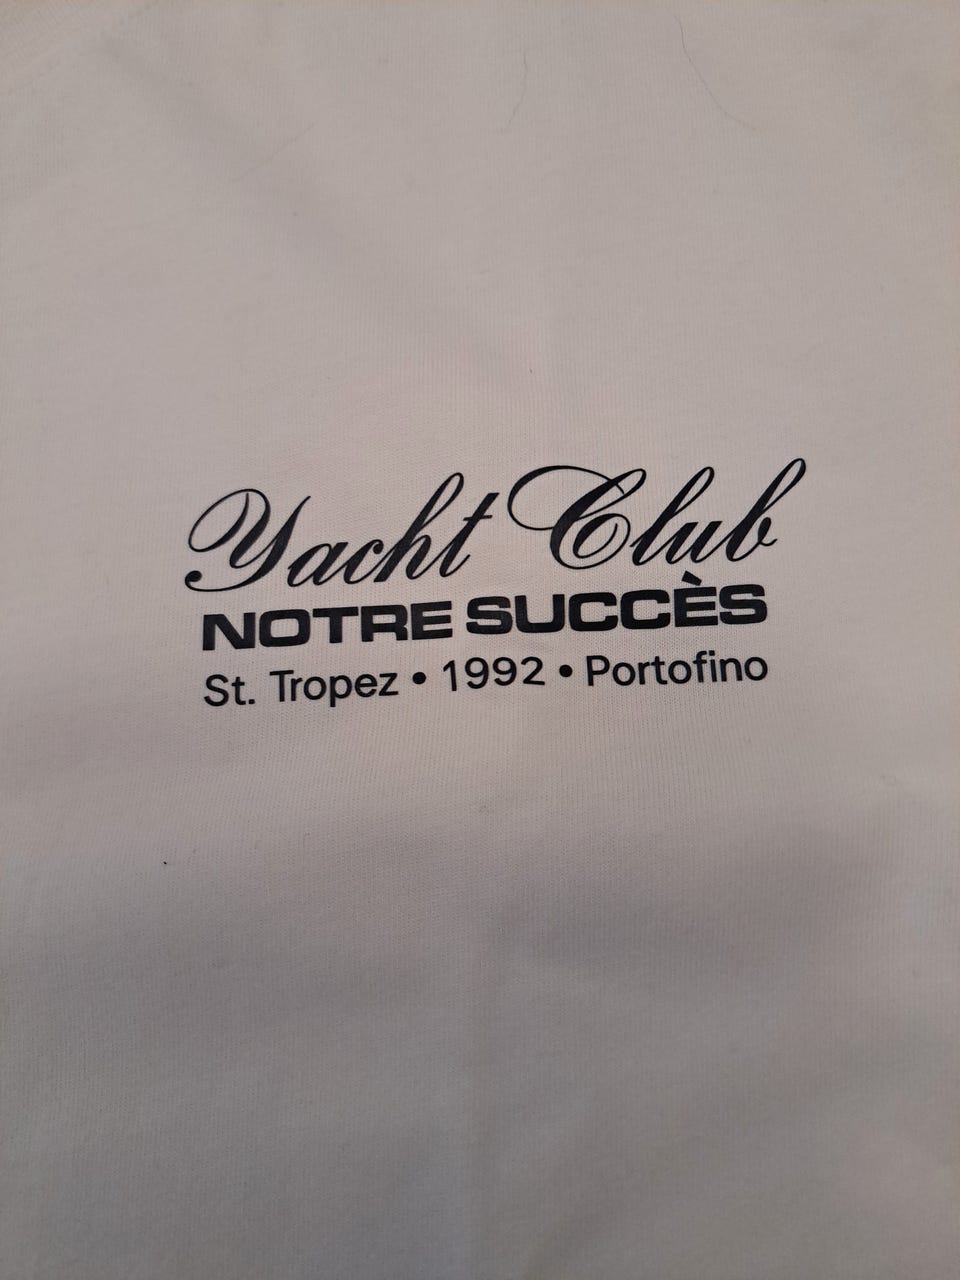 Yacht Club
NOTRE SUCCÈS
St. Tropez • 1992 • Portofino